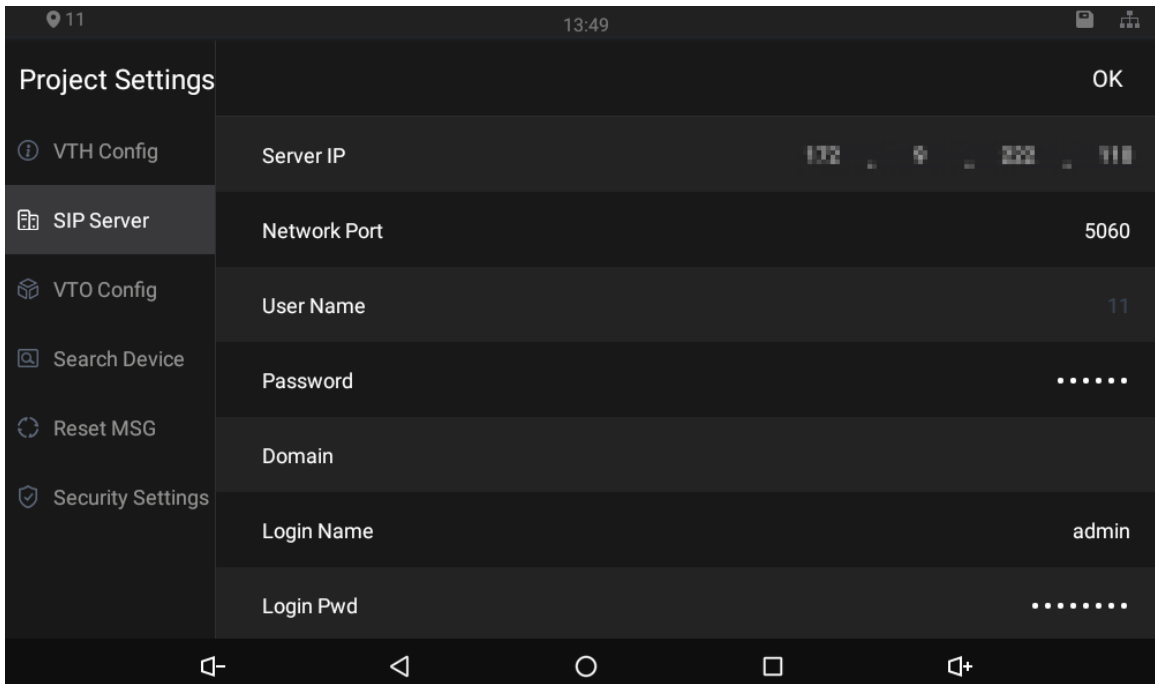 11
13:49
Project Settings
OK
VTH Config
SIP Server
VTO Config
Search Device
Reset MSG
Security Settings
Server IP
Network Port 5060
User Name 11
Password ••••••
Domain
Login Name admin
Login Pwd ••••••••